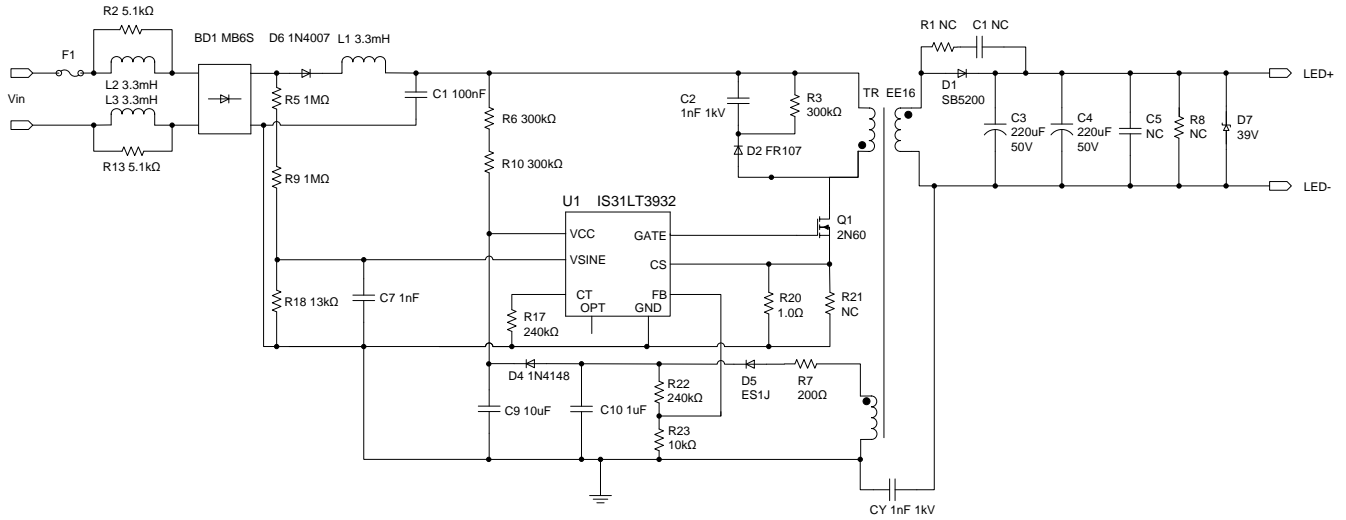 R2 5.1kΩ
F1
L2 3.3mH
L3 3.3mH
Vin
R13 5.1kΩ
BD1 MB6S
D6 1N4007
L1 3.3mH
R5 1MΩ
C1 100nF
R9 1MΩ
R6 300kΩ
R10 300kΩ
C2
1nF 1kV
R3
300kΩ
D2 FR107
TR EE16
R1 NC
C1 NC
D1
SB5200
C3
220uF
50V
C4
220uF
50V
C5
NC
R8
NC
D7
39V
LED+
LED-
U1 IS31LT3932
VCC
GATE
VSINE
CS
CT
FB
OPT
GND
Q1
2N60
R18 13kΩ
C7 1nF
R17
240kΩ
R20
1.0Ω
R21
NC
D4 1N4148
R22
240kΩ
D5
ES1J
R7
200Ω
C9 10uF
C10 1uF
R23
10kΩ
CY 1nF 1kV